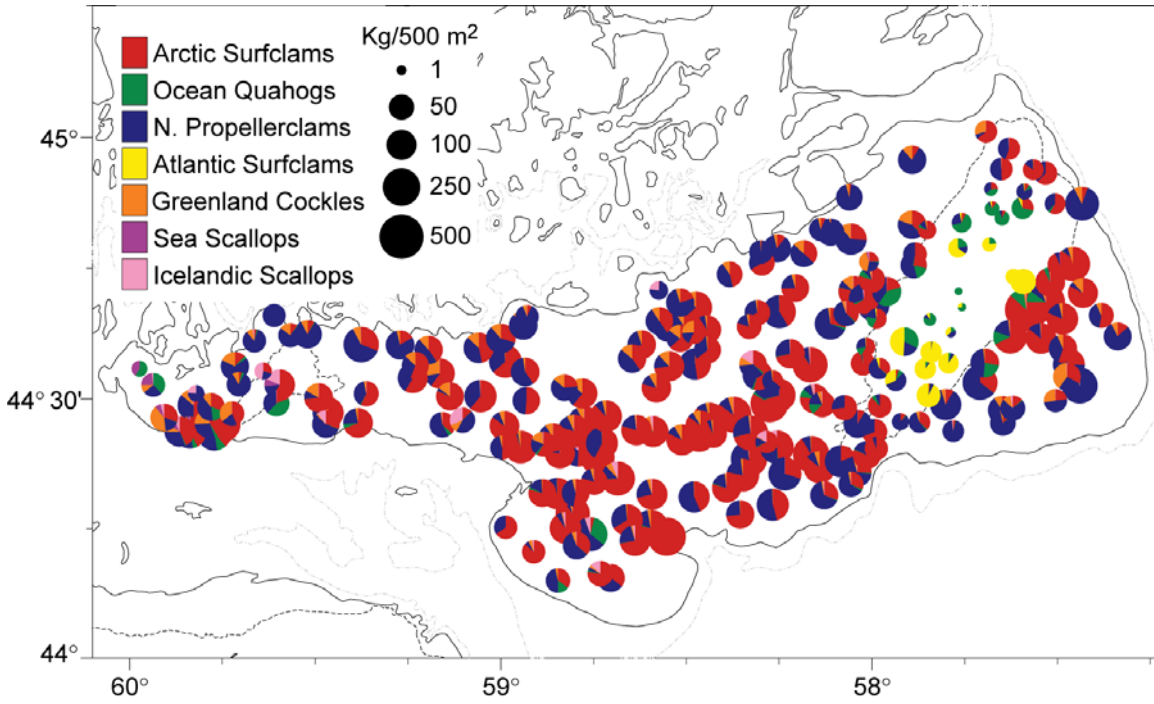 Arctic Surfclams
Ocean Quahogs
N. Propellerclams
Atlantic Surfclams
Greenland Cockles
Sea Scallops
Icelandic Scallops
Kg/500 m²
1
50
100
250
500
45°
44° 30'
44°
60°
59°
58°